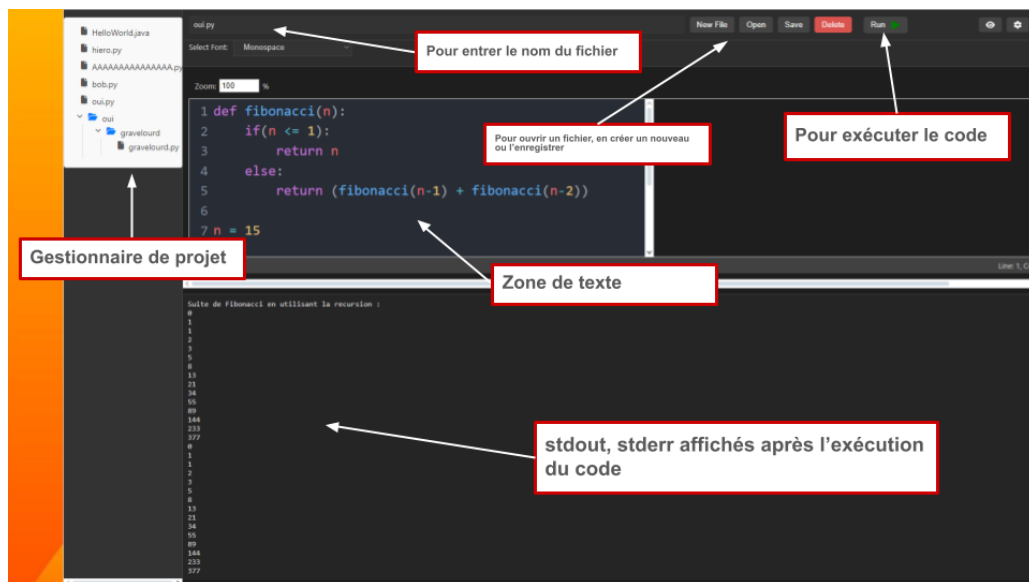 HelloWorld.java
hiero.py
AAAAAAAAAAAAAAA.py
bob.py
oui.py
oui
gravelourd
gravelourd.py
oui.py
New File
Open
Save
Delete
Run
Select Font:
Monospace
Pour entrer le nom du fichier
Zoom: 100 %
1 def fibonacci(n):
2 if(n <= 1):
3 return n
4 else:
5 return (fibonacci(n-1) + fibonacci(n-2))
6
7 n = 15
Pour ouvrir un fichier, en créer un nouveau
ou l'enregistrer
Pour exécuter le code
Gestionnaire de projet
Zone de texte
Line: 1, C
Suite de Fibonacci en utilisant la recursion :
0
1
1
2
3
5
8
13
21
34
55
89
144
233
377
0
1
1
2
3
5
8
13
21
34
55
89
144
233
377
stdout, stderr affichés après l'exécution
du code